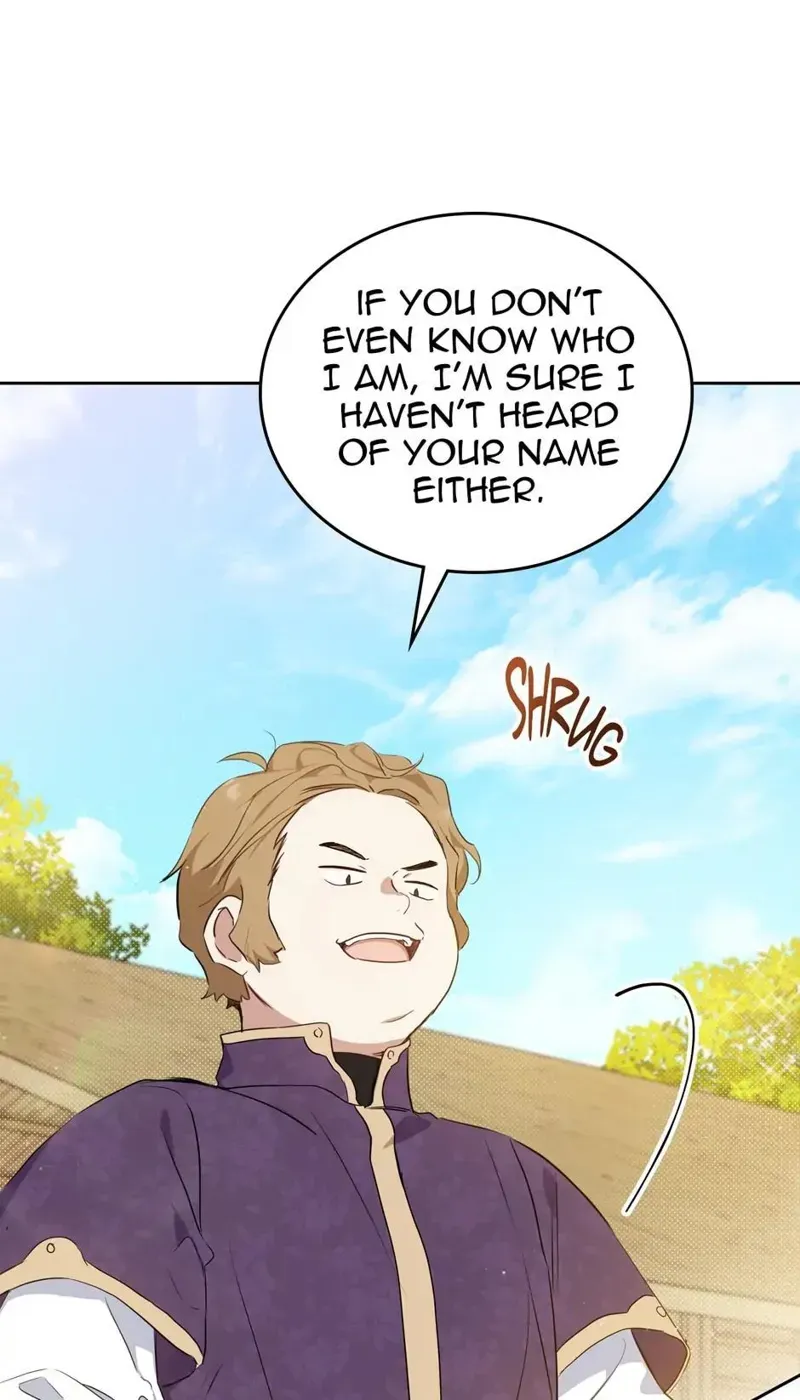 IF YOU DON'T
EVEN KNOW WHO
I AM, I'M SURE I
HAVEN'T HEARD
OF YOUR NAME
EITHER.
SHRUG